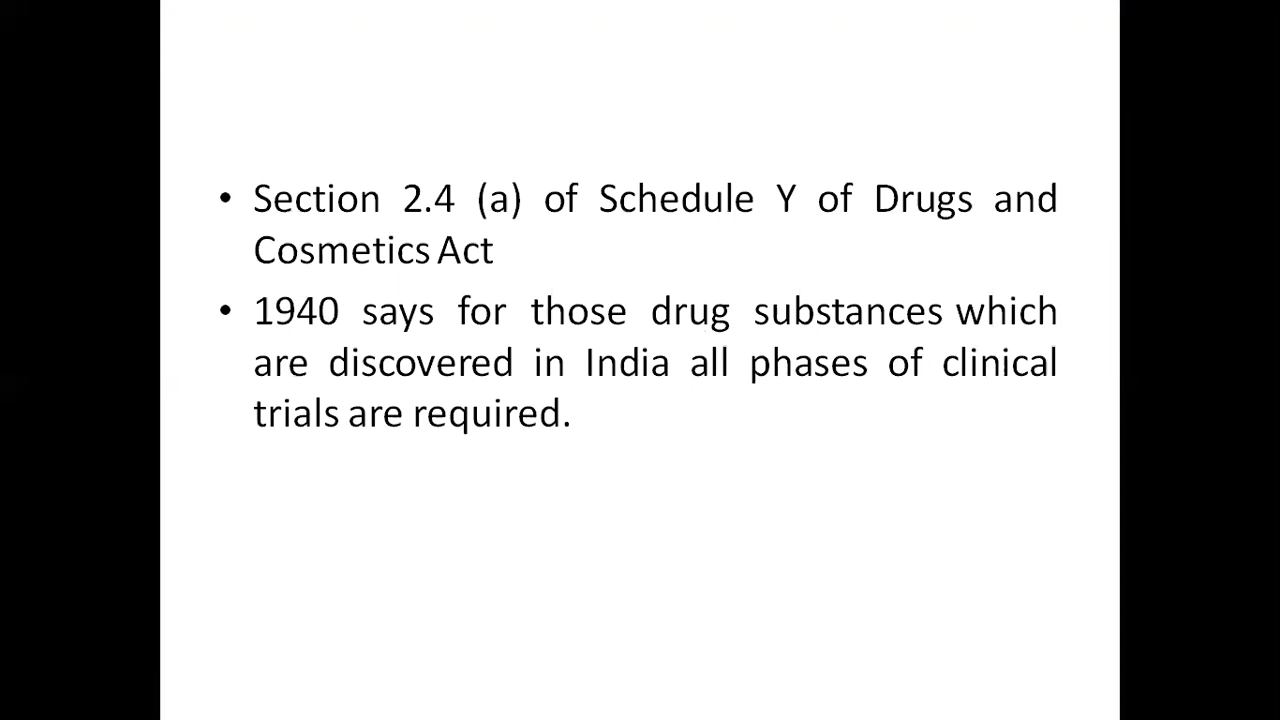 • Section 2.4 (a) of Schedule Y of Drugs and
Cosmetics Act
• 1940 says for those drug substances which
are discovered in India all phases of clinical
trials are required.